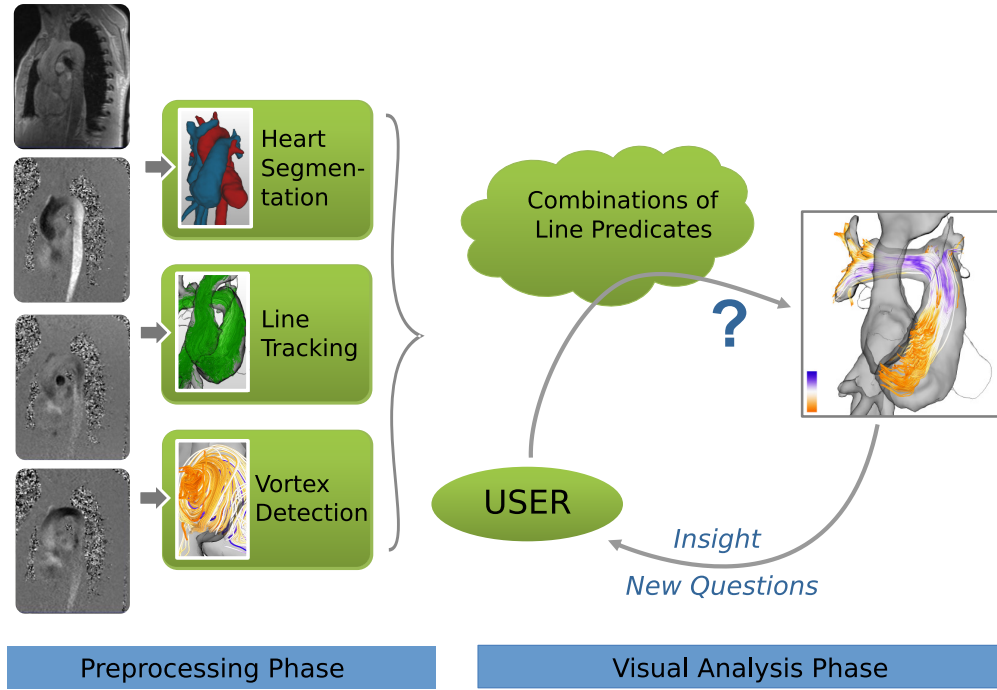 Heart
Segmen-
tation
Line
Tracking
Vortex
Detection
Combinations of
Line Predicates
?
USER
Insight
New Questions
Preprocessing Phase
Visual Analysis Phase